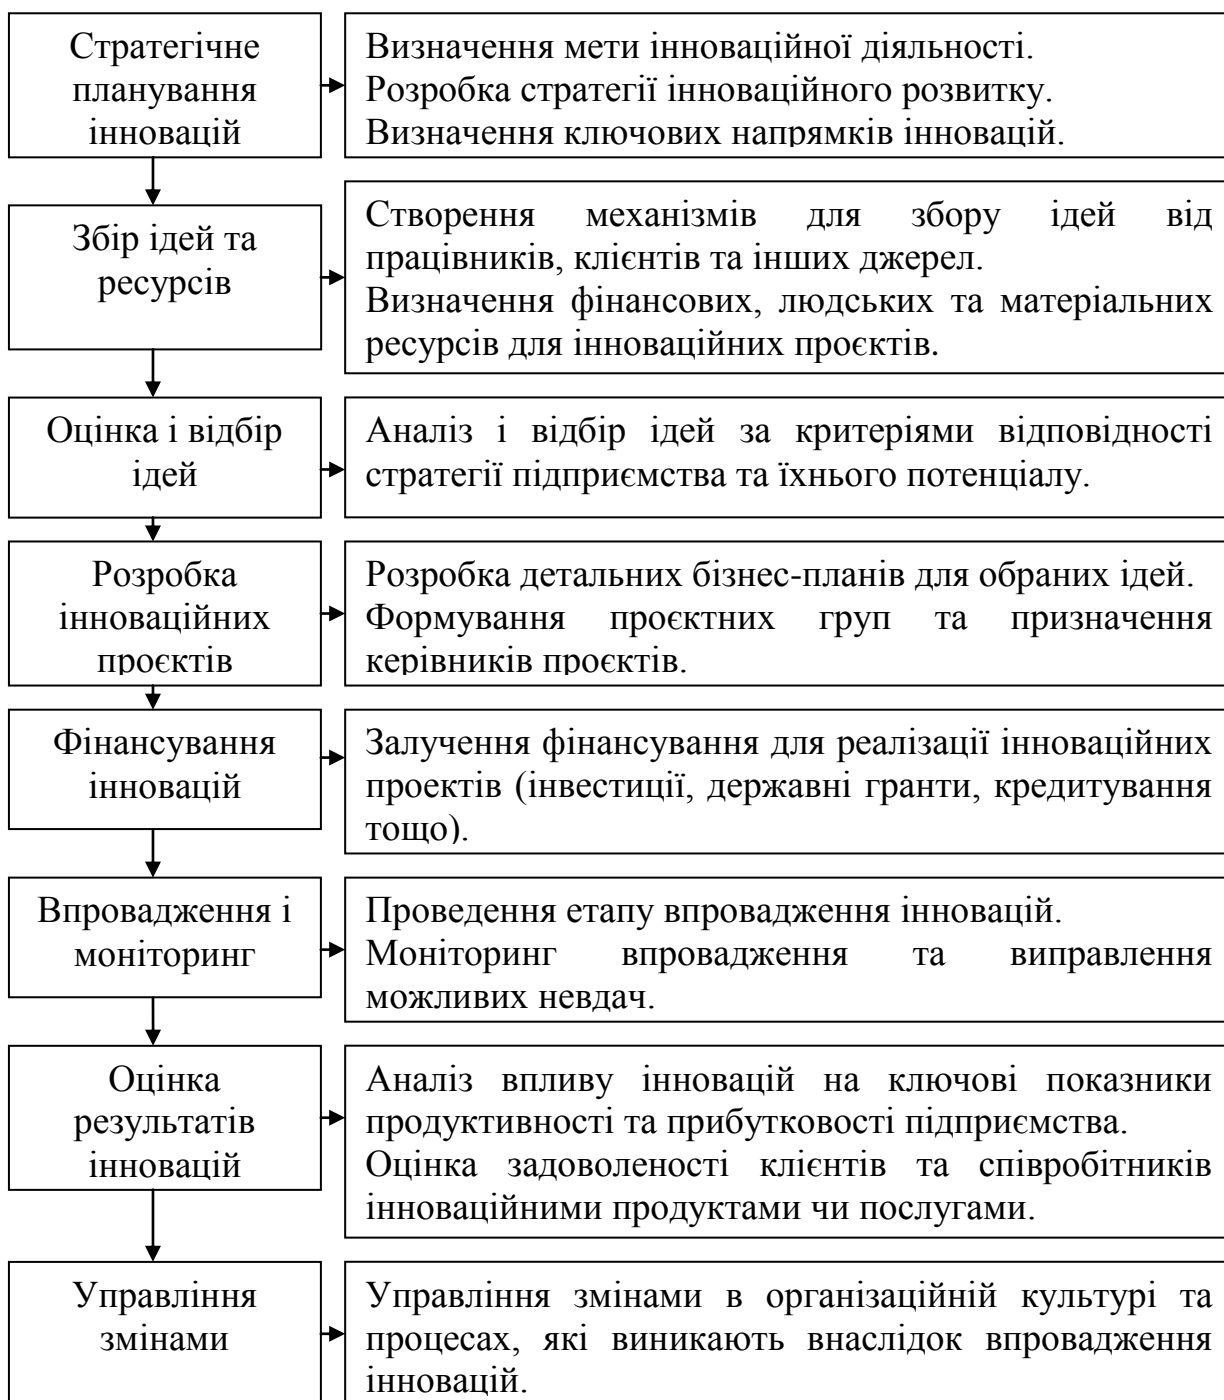 Стратегічне
планування
інновацій
Визначення мети інноваційної діяльності.
Розробка стратегії інноваційного розвитку.
Визначення ключових напрямків інновацій.
Збір ідей та
ресурсів
Створення механізмів для збору ідей від
працівників, клієнтів та інших джерел.
Визначення фінансових, людських та матеріальних
ресурсів для інноваційних проєктів.
Оцінка і відбір
ідей
Аналіз і відбір ідей за критеріями відповідності
стратегії підприємства та їхнього потенціалу.
Розробка
інноваційних
проєктів
Розробка детальних бізнес-планів для обраних ідей.
Формування проєктних груп та призначення
керівників проєктів.
Фінансування
інновацій
Залучення фінансування для реалізації інноваційних
проектів (інвестиції, державні гранти, кредитування
тощо).
Впровадження і
моніторинг
Проведення етапу впровадження інновацій.
Моніторинг впровадження та виправлення
можливих невдач.
Оцінка
результатів
інновацій
Аналіз впливу інновацій на ключові показники
продуктивності та прибутковості підприємства.
Оцінка задоволеності клієнтів та співробітників
інноваційними продуктами чи послугами.
Управління
змінами
Управління змінами в організаційній культурі та
процесах, які виникають внаслідок впровадження
інновацій.